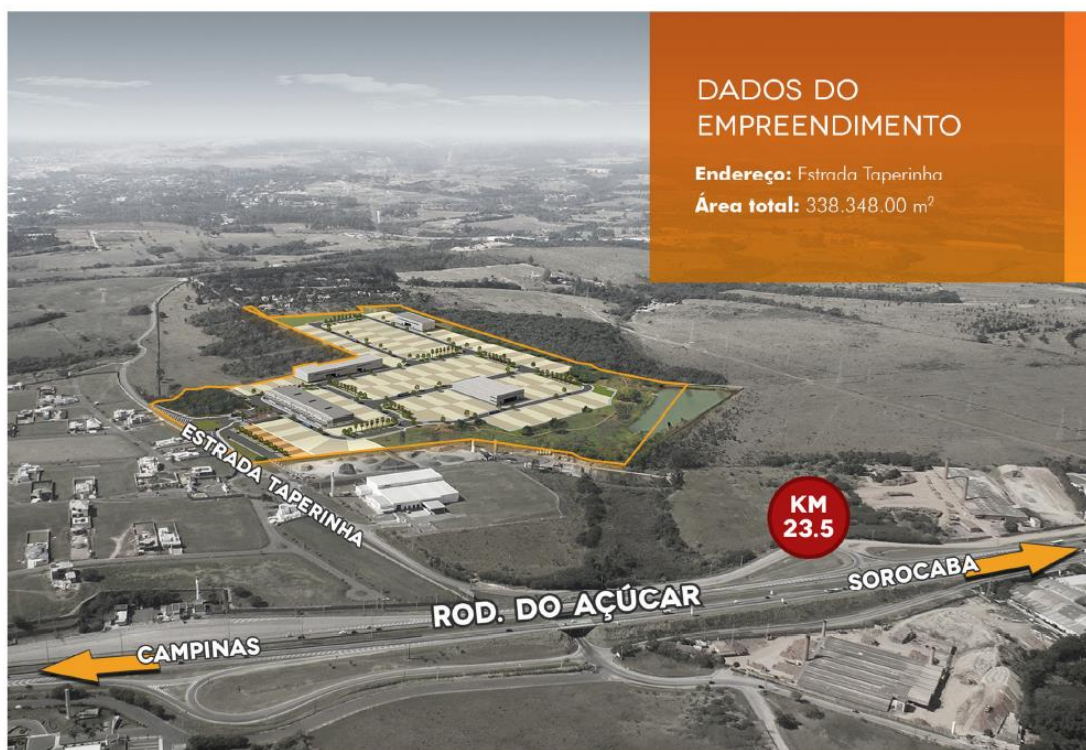 DADOS DO
EMPREENDIMENTO
Endereço: Estrada Taperinha
Área total: 338.348.00 m²
ESTRADA TAPERINHA
KM
23.5
SOROCABA
ROD. DO AÇÚCAR
CAMPINAS